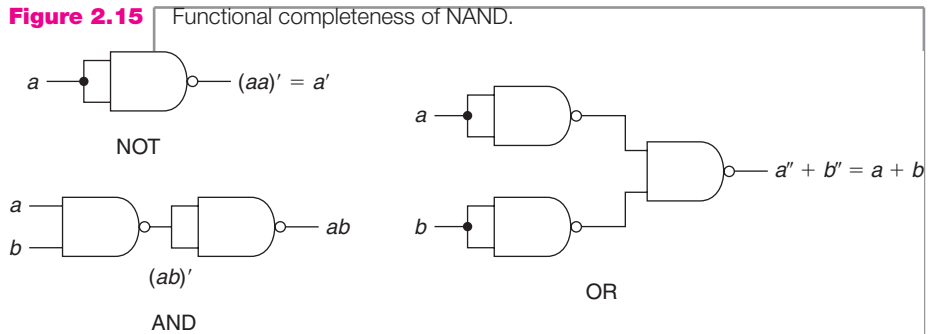 Figure 2.15 Functional completeness of NAND.
a
(aa)′ = a′
NOT
a
b
(ab)′
ab
AND
a
b
a″ + b″ = a + b
OR